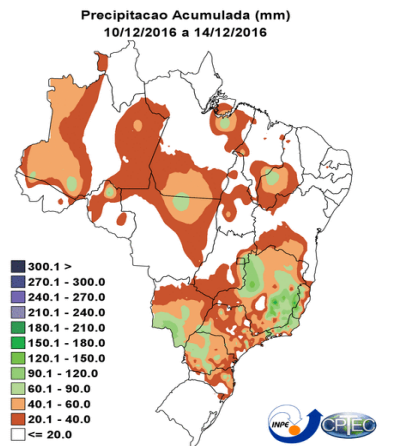 Precipitacao Acumulada (mm)
10/12/2016 a 14/12/2016
300.1 >
270.1 - 300.0
240.1 - 270.0
210.1 - 240.0
180.1 - 210.0
150.1 - 180.0
120.1 - 150.0
90.1 - 120.0
60.1 - 90.0
40.1 - 60.0
20.1 - 40.0
<= 20.0
INPE
CPTEC